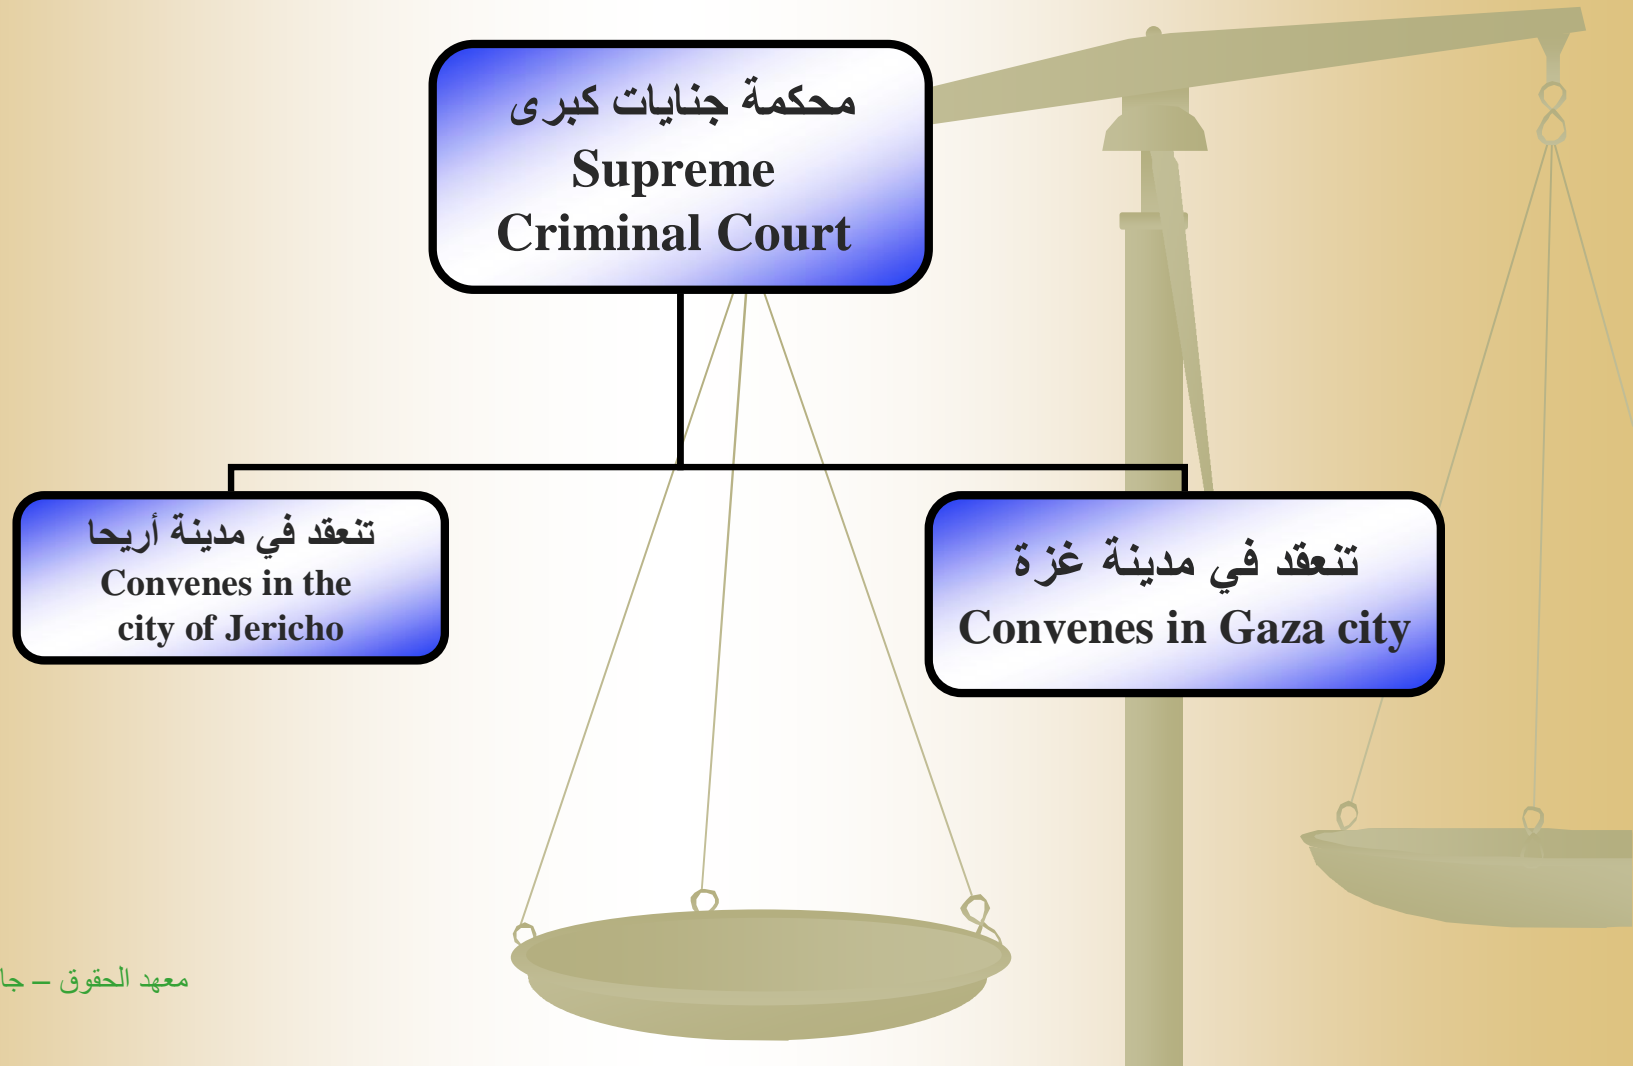 محكمة جنايات كبرى
Supreme
Criminal Court
تنعقد في مدينة أريحا
Convenes in the
city of Jericho
تنعقد في مدينة غزة
Convenes in Gaza city
معهد الحقوق – جا